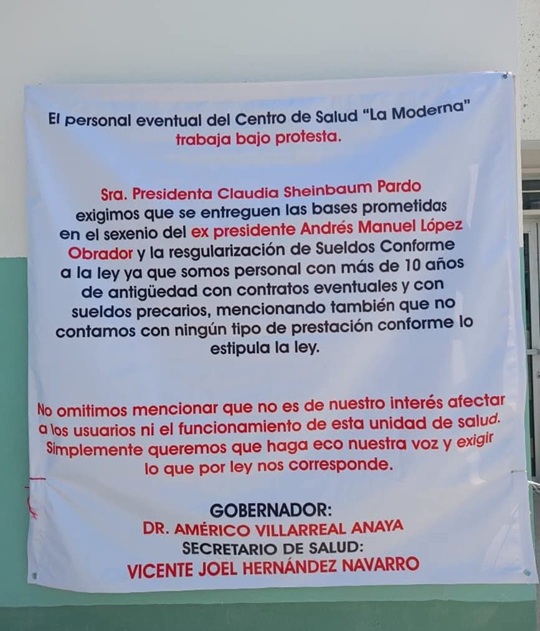 El personal eventual del Centro de Salud “La Moderna”
trabaja bajo protesta.
Sra. Presidenta Claudia Sheinbaum Pardo
exigimos que se entreguen las bases prometidas
en el sexenio del ex presidente Andrés Manuel López
Obrador y la resgularización de Sueldos Conforme
a la ley ya que somos personal con más de 10 años
de antigüedad con contratos eventuales y con
sueldos precarios, mencionando también que no
contamos con ningún tipo de prestación conforme lo
estipula la ley.
No omitimos mencionar que no es de nuestro interés afectar
a los usuarios ni el funcionamiento de esta unidad de salud.
Simplemente queremos que haga eco nuestra voz y exigir
lo que por ley nos corresponde.
GOBERNADOR:
DR. AMÉRICO VILLARREAL ANAYA
SECRETARIO DE SALUD:
VICENTE JOEL HERNÁNDEZ NAVARRO